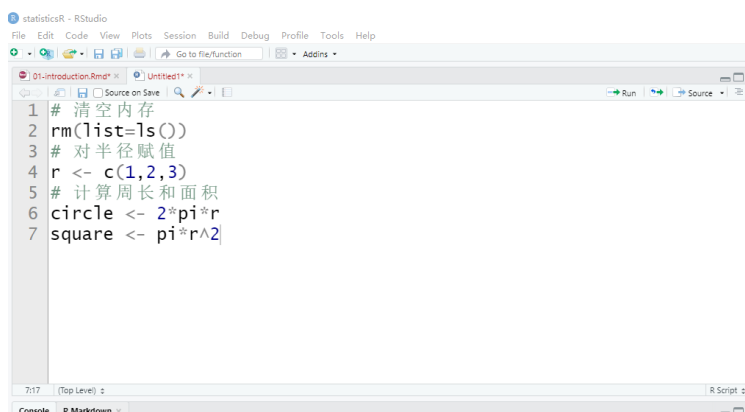 statisticsR - RStudio
File Edit Code View Plots Session Build Debug Profile Tools Help
Go to file/function Addins
01-introduction.Rmd* × Untitled1* ×
Source on Save Run Source
1 # 清空内存
2 rm(list=ls())
3 # 对半径赋值
4 r <- c(1,2,3)
5 # 计算周长和面积
6 circle <- 2*pi*r
7 square <- pi*r^2
7:17 (Top Level) R Script
Console R Markdown ×